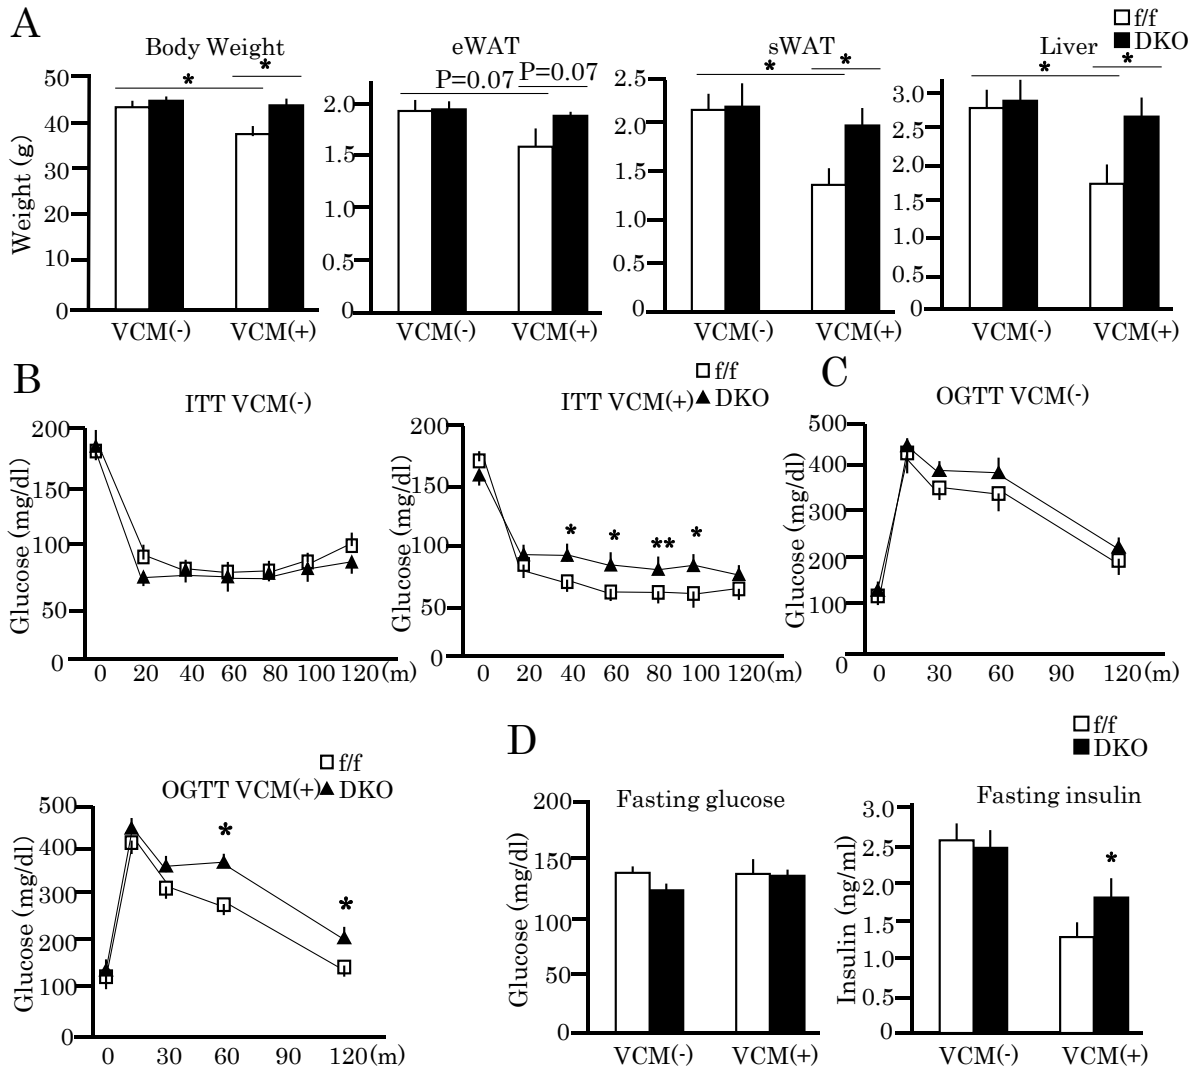 A
f/f
DKO
Body Weight
eWAT
sWAT
Liver
* * P=0.07 P=0.07 * * * *
Weight (g)
50
40
30
20
10
0
VCM(-) VCM(+)
2.0
1.5
1.0
0.5
0
VCM(-) VCM(+)
2.5
2.0
1.5
1.0
0.5
0
VCM(-) VCM(+)
3.0
2.5
2.0
1.5
1.0
0.5
0
VCM(-) VCM(+)
B
ITT VCM(-)
Glucose (mg/dl)
200
150
100
50
0
0 20 40 60 80 100 120(m)
ITT VCM(+)
f/f
DKO
Glucose (mg/dl)
200
150
100
50
0
* * ** *
0 20 40 60 80 100 120(m)
C
OGTT VCM(-)
Glucose (mg/dl)
500
400
300
200
100
0
0 30 60 90 120(m)
OGTT VCM(+)
f/f
DKO
Glucose (mg/dl)
500
400
300
200
100
0
* *
0 30 60 90 120(m)
D
f/f
DKO
Fasting glucose
Glucose (mg/dl)
200
150
100
50
0
VCM(-) VCM(+)
Fasting insulin
Insulin (ng/ml)
3.0
2.5
2.0
1.5
1.0
0.5
0
*
VCM(-) VCM(+)